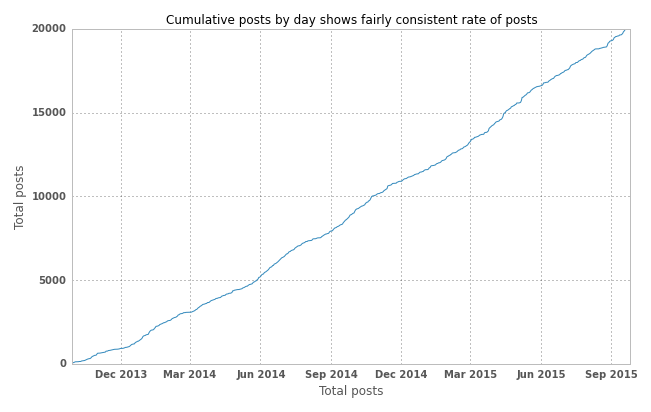 Cumulative posts by day shows fairly consistent rate of posts
20000
15000
10000
5000
0
Total posts
Dec 2013 Mar 2014 Jun 2014 Sep 2014 Dec 2014 Mar 2015 Jun 2015 Sep 2015
Total posts